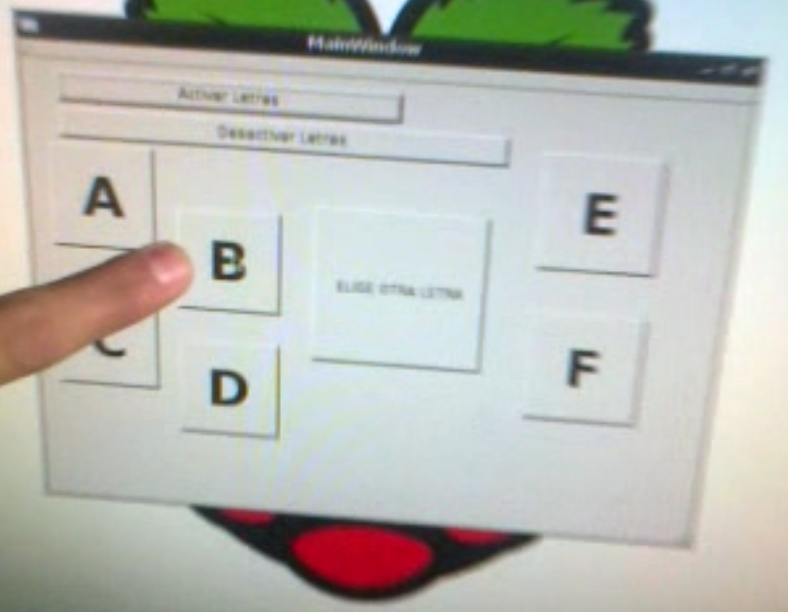 MainWindow
Activar Letras
Desactivar Letras
A
B
C
D
ELIGE OTRA LETRA
E
F